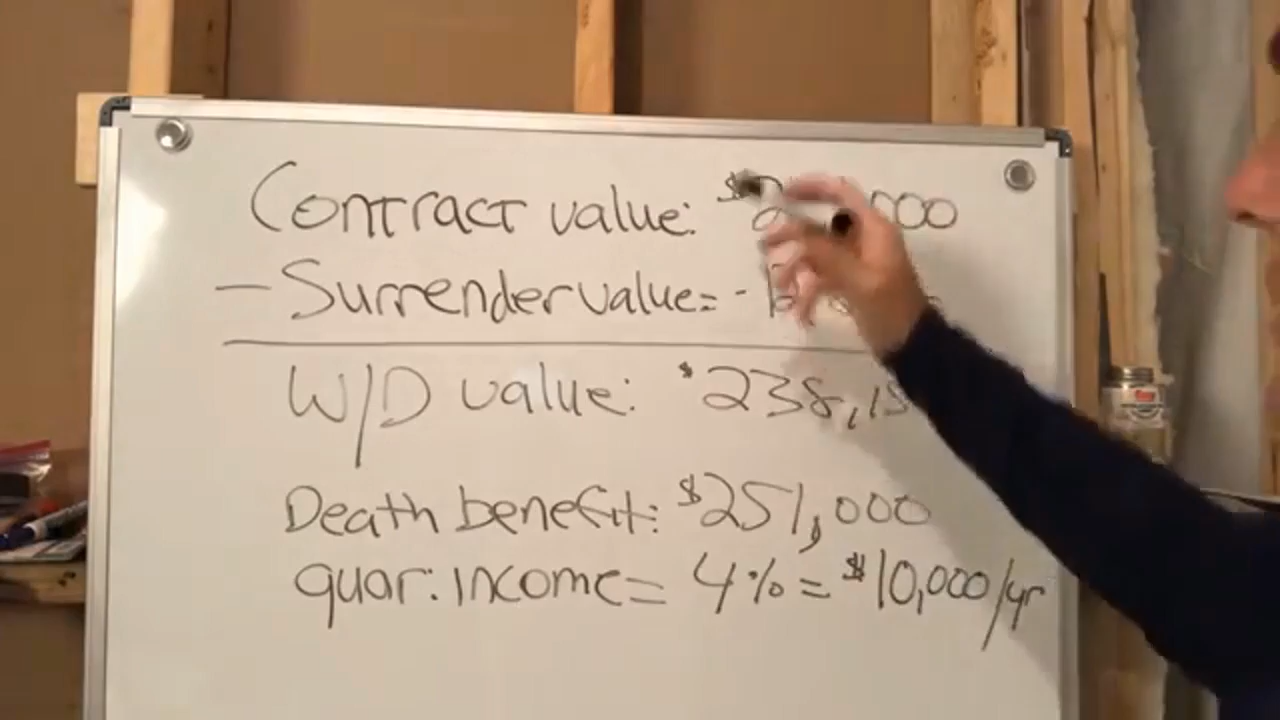 Contract value:
- Surrender value= -
W/D value: $238,
Death benefit: $251,000
guar: income= 4% = $10,000/yr